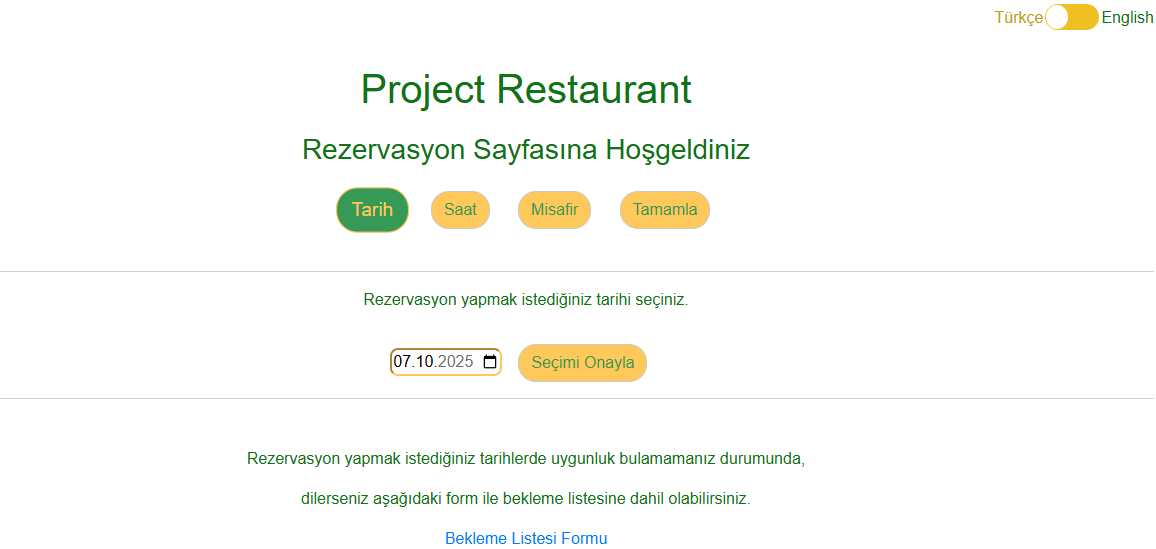 Türkçe English
Project Restaurant
Rezervasyon Sayfasına Hoşgeldiniz
Tarih Saat Misafir Tamamla
Rezervasyon yapmak istediğiniz tarihi seçiniz.
07.10.2025 Seçimi Onayla
Rezervasyon yapmak istediğiniz tarihlerde uygunluk bulamamanız durumunda,
dilerseniz aşağıdaki form ile bekleme listesine dahil olabilirsiniz.
Bekleme Listesi Formu